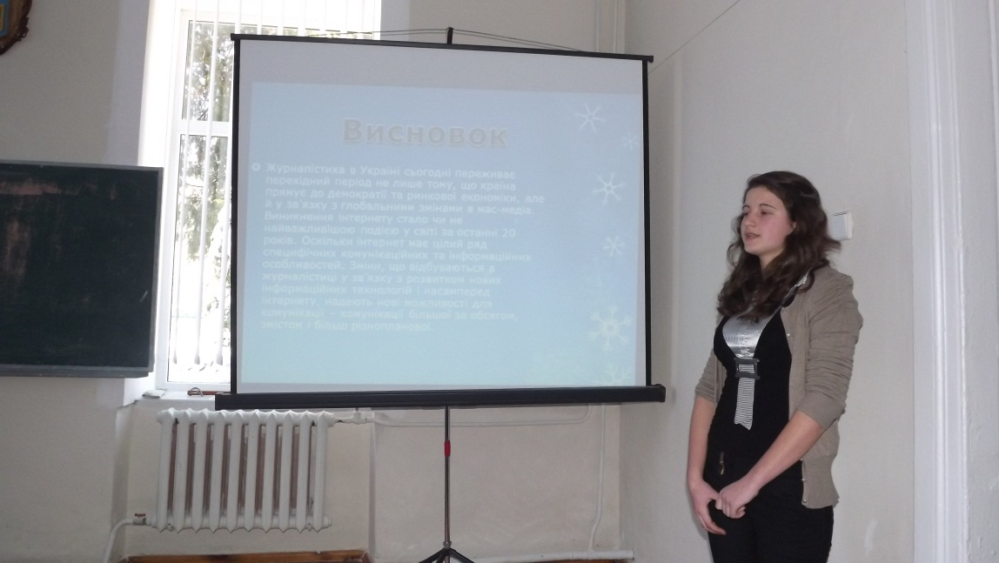 Висновок
Журналістика в Україні сьогодні переживає
перехідний період не лише тому, що країна
прямує до демократії та ринкової економіки, але
й у зв'язку з глобальними змінами в мас-медіа.
Виникнення інтернету стало чи не
найважливішою подією у світі за останні 20
років. Оскільки інтернет має цілий ряд
специфічних комунікаційних та інформаційних
особливостей. Зміни, що відбуваються в
журналістиці у зв'язку з розвитком нових
інформаційних технологій і насамперед
інтернету, надають нові можливості для
комунікації – комунікації більшої за обсягом,
змістом і більш різнопланової..